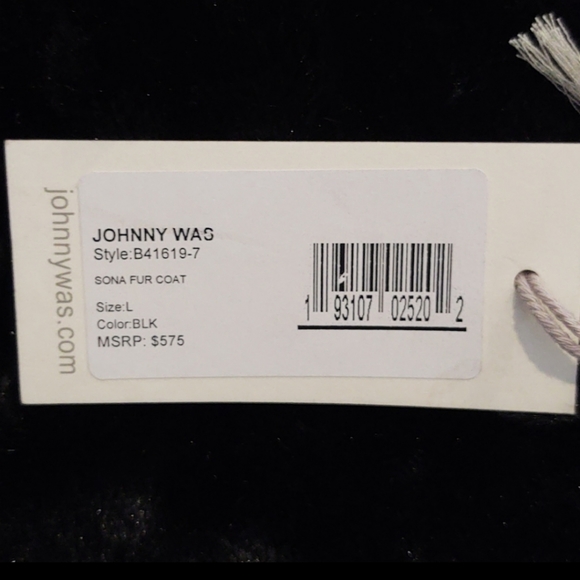 johnnywas.com
JOHNNY WAS
Style:B41619-7
SONA FUR COAT
Size:L
Color:BLK
MSRP: $575
1 93107 02520 2